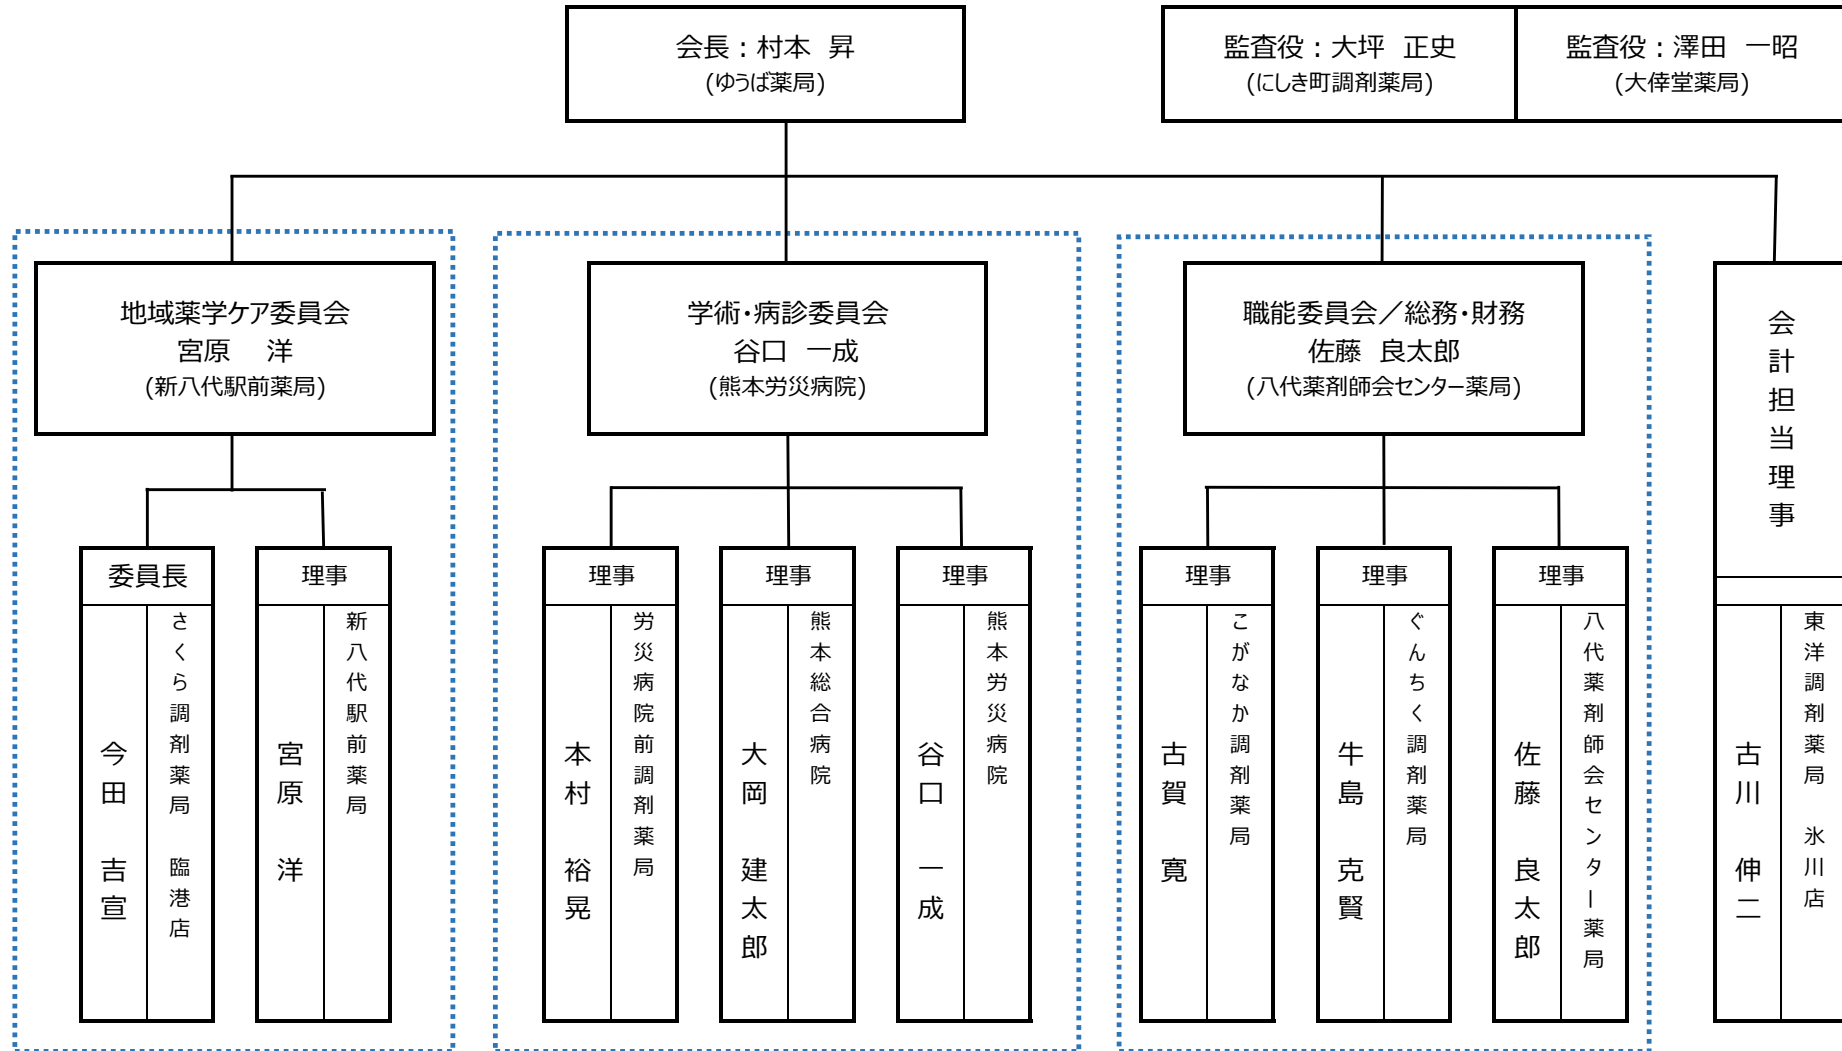 会長：村本　昇
(ゆうば薬局)
監査役：大坪　正史
(にしき町調剤薬局)
監査役：澤田　一昭
(大倖堂薬局)
地域薬学ケア委員会
宮原　洋
(新八代駅前薬局)
学術・病診委員会
谷口　一成
(熊本労災病院)
職能委員会／総務・財務
佐藤　良太郎
(八代薬剤師会センター薬局)
会計担当理事
委員長
さくら調剤薬局　臨港店
今田　吉宣
理事
新八代駅前薬局
宮原　洋
理事
労災病院前調剤薬局
本村　裕晃
理事
熊本総合病院
大岡　建太郎
理事
熊本労災病院
谷口　一成
理事
こがなか調剤薬局
古賀　寛
理事
ぐんちく調剤薬局
牛島　克賢
理事
八代薬剤師会センター薬局
佐藤　良太郎
東洋調剤薬局　氷川店
古川　伸二